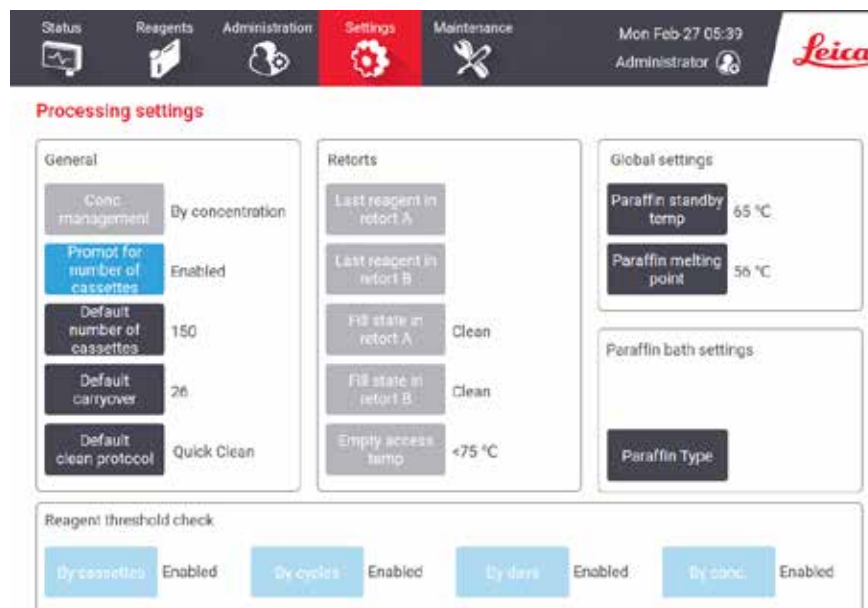 Status Reagents Administration Settings Maintenance
Mon Feb-27 05:39
Administrator
Leica
Processing settings
General
Conc. management By concentration
Prompt for number of cassettes Enabled
Default number of cassettes 150
Default carryover 26
Default clean protocol Quick Clean
Retorts
Last reagent in retort A
Last reagent in retort B
Fill state in retort A Clean
Fill state in retort B Clean
Empty access temp <75 °C
Global settings
Paraffin standby temp 65 °C
Paraffin melting point 56 °C
Paraffin bath settings
Paraffin Type
Reagent threshold check
By cassettes Enabled By cycles Enabled By days Enabled By conc. Enabled